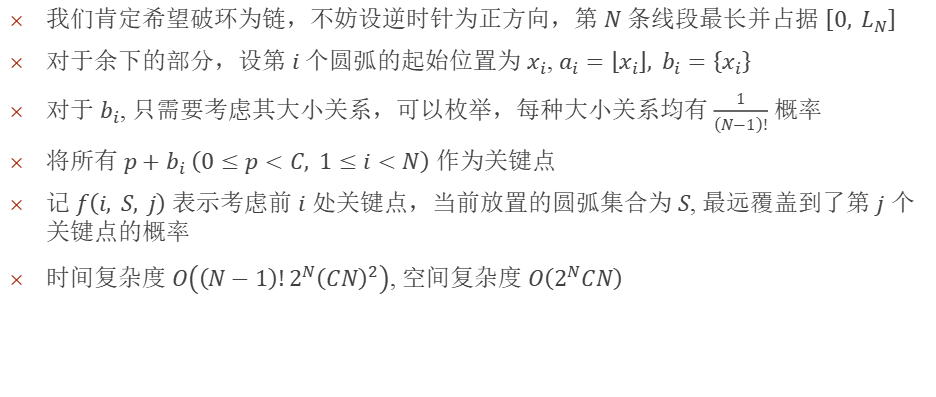 × 我们肯定希望破环为链，不妨设逆时针为正方向，第 N 条线段最长并占据 [0, L_N]
× 对于余下的部分，设第 i 个圆弧的起始位置为 x_i, a_i = ⌊x_i⌋, b_i = {x_i}
× 对于 b_i, 只需要考虑其大小关系，可以枚举，每种大小关系均有 1/(N−1)! 概率
× 将所有 p + b_i (0 ≤ p < C, 1 ≤ i < N) 作为关键点
× 记 f(i, S, j) 表示考虑前 i 处关键点，当前放置的圆弧集合为 S, 最远覆盖到了第 j 个
关键点的概率
× 时间复杂度 O((N − 1)! 2^N (CN)^2), 空间复杂度 O(2^N CN)